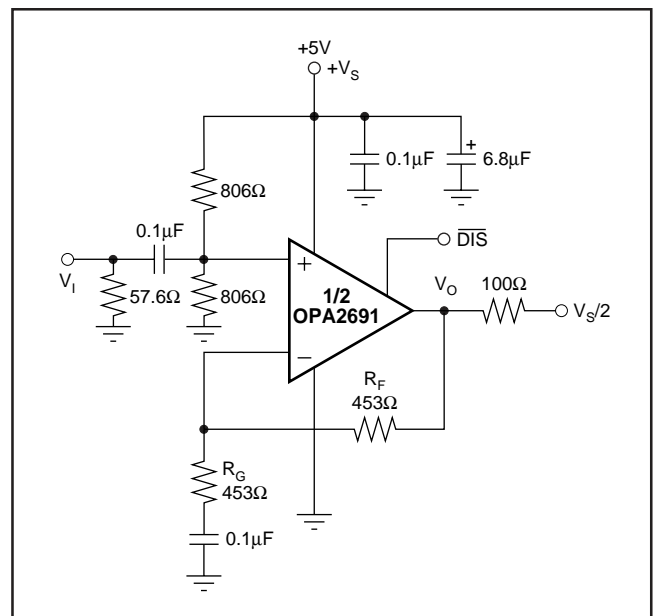 +5V
+V_S
0.1μF
+
6.8μF
806Ω
0.1μF
DIS
V_I
+
57.6Ω
806Ω
1/2
OPA2691
V_O
100Ω
V_S/2
−
R_F
453Ω
R_G
453Ω
0.1μF